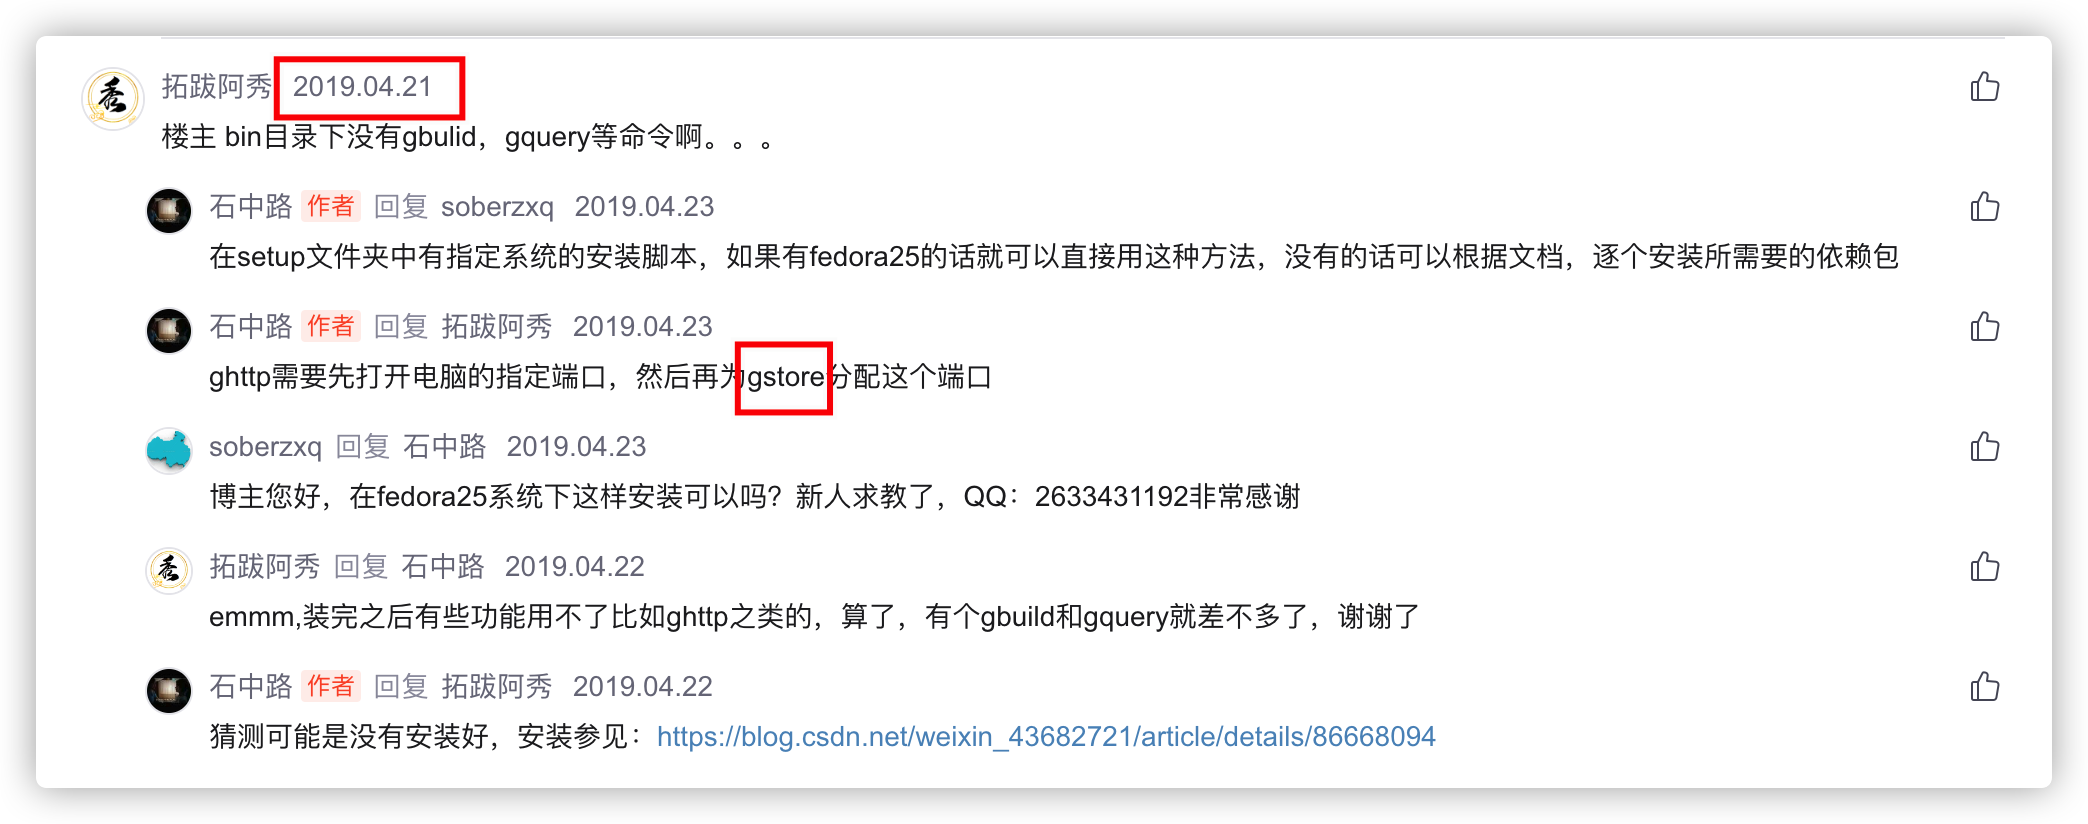 秀
拓跋阿秀 2019.04.21
楼主 bin目录下没有gbulid，gquery等命令啊。。。
石中路 作者 回复 soberzxq 2019.04.23
在setup文件夹中有指定系统的安装脚本，如果有fedora25的话就可以直接用这种方法，没有的话可以根据文档，逐个安装所需要的依赖包
石中路 作者 回复 拓跋阿秀 2019.04.23
ghttp需要先打开电脑的指定端口，然后再为gstore分配这个端口
soberzxq 回复 石中路 2019.04.23
博主您好，在fedora25系统下这样安装可以吗？新人求教了，QQ：2633431192非常感谢
秀
拓跋阿秀 回复 石中路 2019.04.22
emmm,装完之后有些功能用不了比如ghttp之类的，算了，有个gbuild和gquery就差不多了，谢谢了
石中路 作者 回复 拓跋阿秀 2019.04.22
猜测可能是没有安装好，安装参见：https://blog.csdn.net/weixin_43682721/article/details/86668094